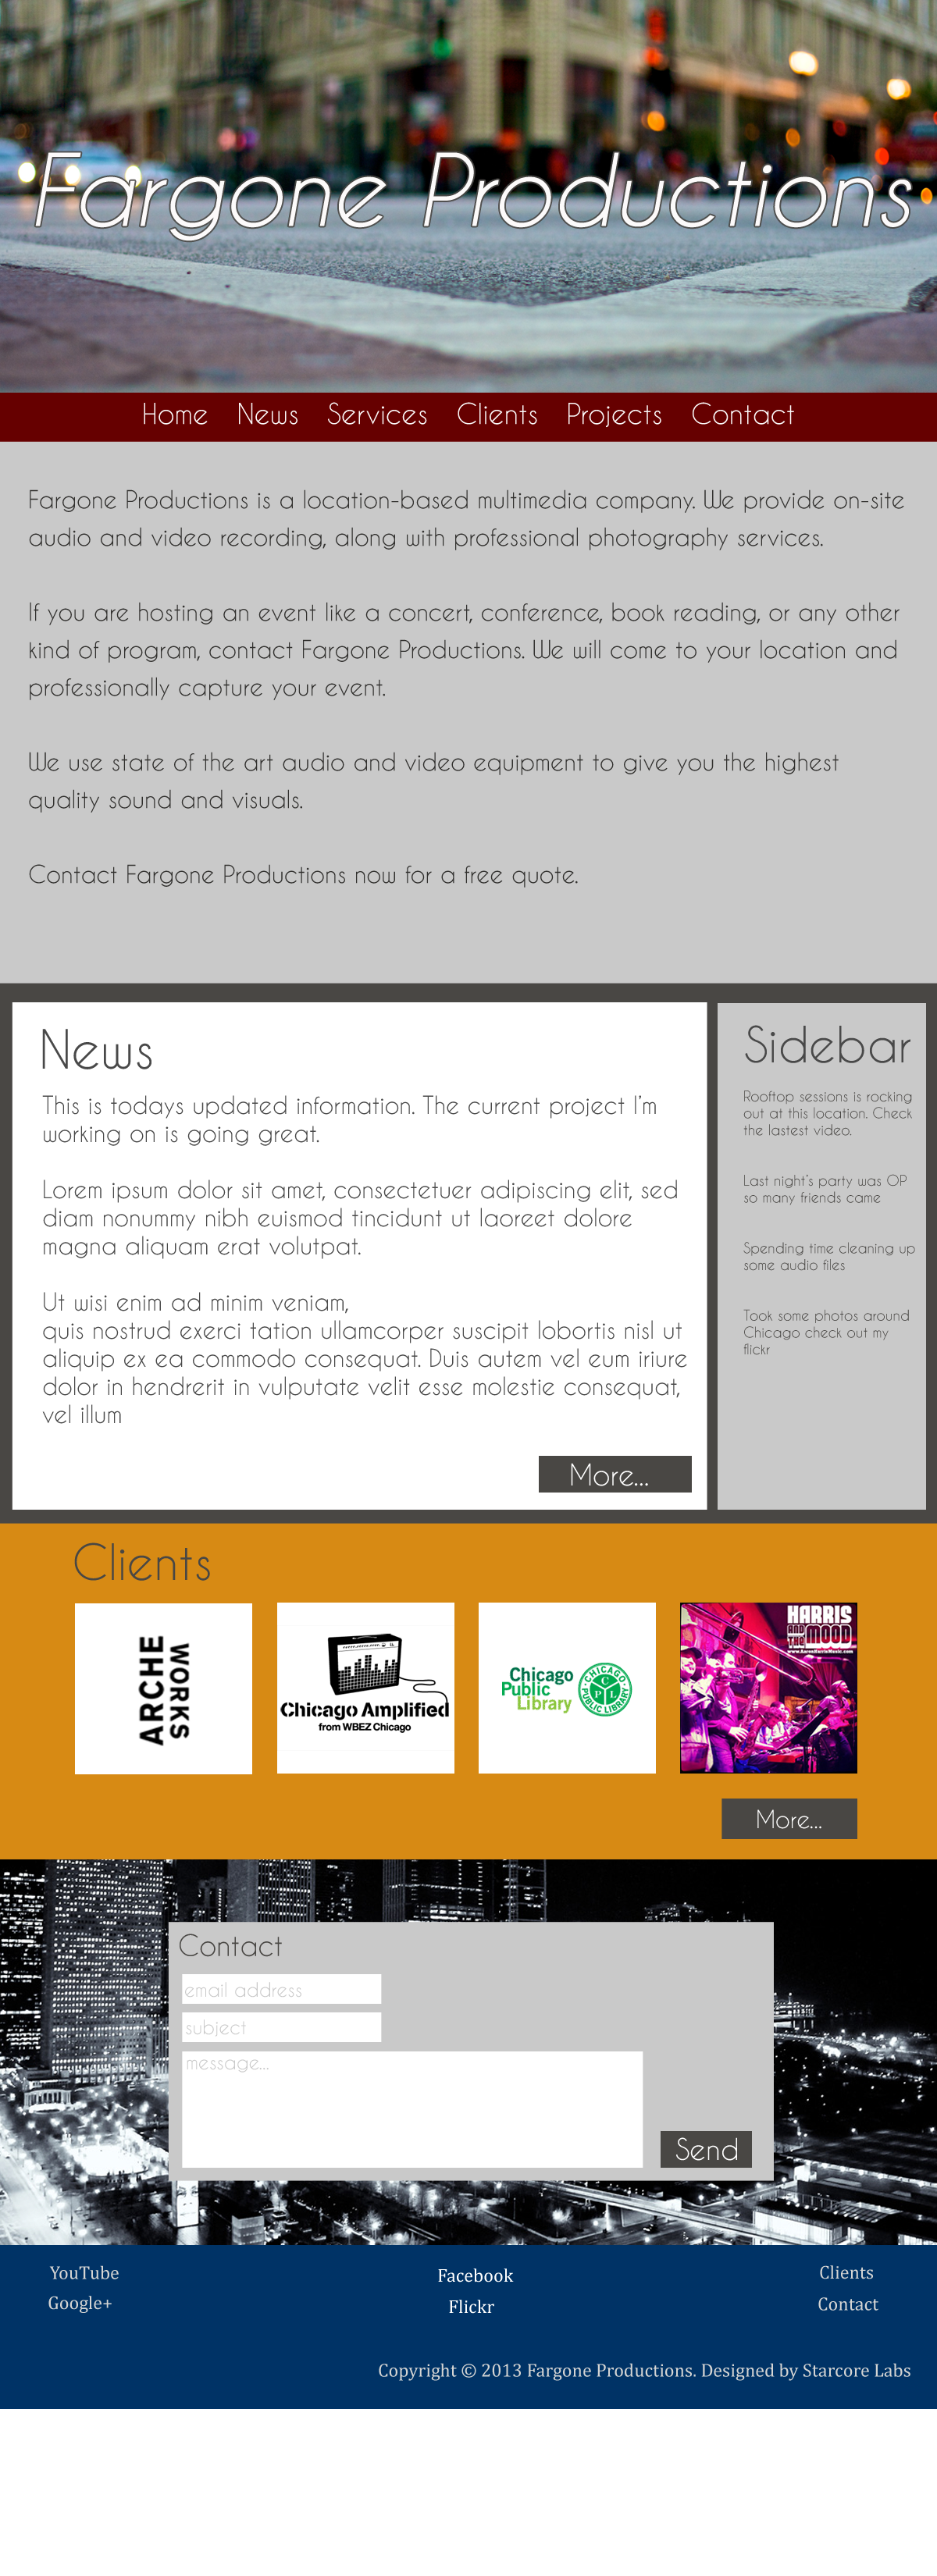 Fargone Productions
Home News Services Clients Projects Contact
Fargone Productions is a location-based multimedia company. We provide on-site
audio and video recording, along with professional photography services.
If you are hosting an event like a concert, conference, book reading, or any other
kind of program, contact Fargone Productions. We will come to your location and
professionally capture your event.
We use state of the art audio and video equipment to give you the highest
quality sound and visuals.
Contact Fargone Productions now for a free quote.
News
This is todays updated information. The current project I'm
working on is going great.
Lorem ipsum dolor sit amet, consectetuer adipiscing elit, sed
diam nonummy nibh euismod tincidunt ut laoreet dolore
magna aliquam erat volutpat.
Ut wisi enim ad minim veniam,
quis nostrud exerci tation ullamcorper suscipit lobortis nisl ut
aliquip ex ea commodo consequat. Duis autem vel eum iriure
dolor in hendrerit in vulputate velit esse molestie consequat,
vel illum
More...
Sidebar
Rooftop sessions is rocking
out at this location. Check
the lastest video.
Last night's party was OP
so many friends came
Spending time cleaning up
some audio files
Took some photos around
Chicago check out my
flickr
Clients
ARCHE
WORKS
Chicago Amplified
from WBEZ Chicago
Chicago
Public
Library
CHICAGO
CPL
PUBLIC LIBRARY
HARRIS
AND THE MOOD
www.AaronHarrisMusic.com
More...
Contact
email address
subject
message...
Send
YouTube
Google+
Facebook
Flickr
Clients
Contact
Copyright © 2013 Fargone Productions. Designed by Starcore Labs